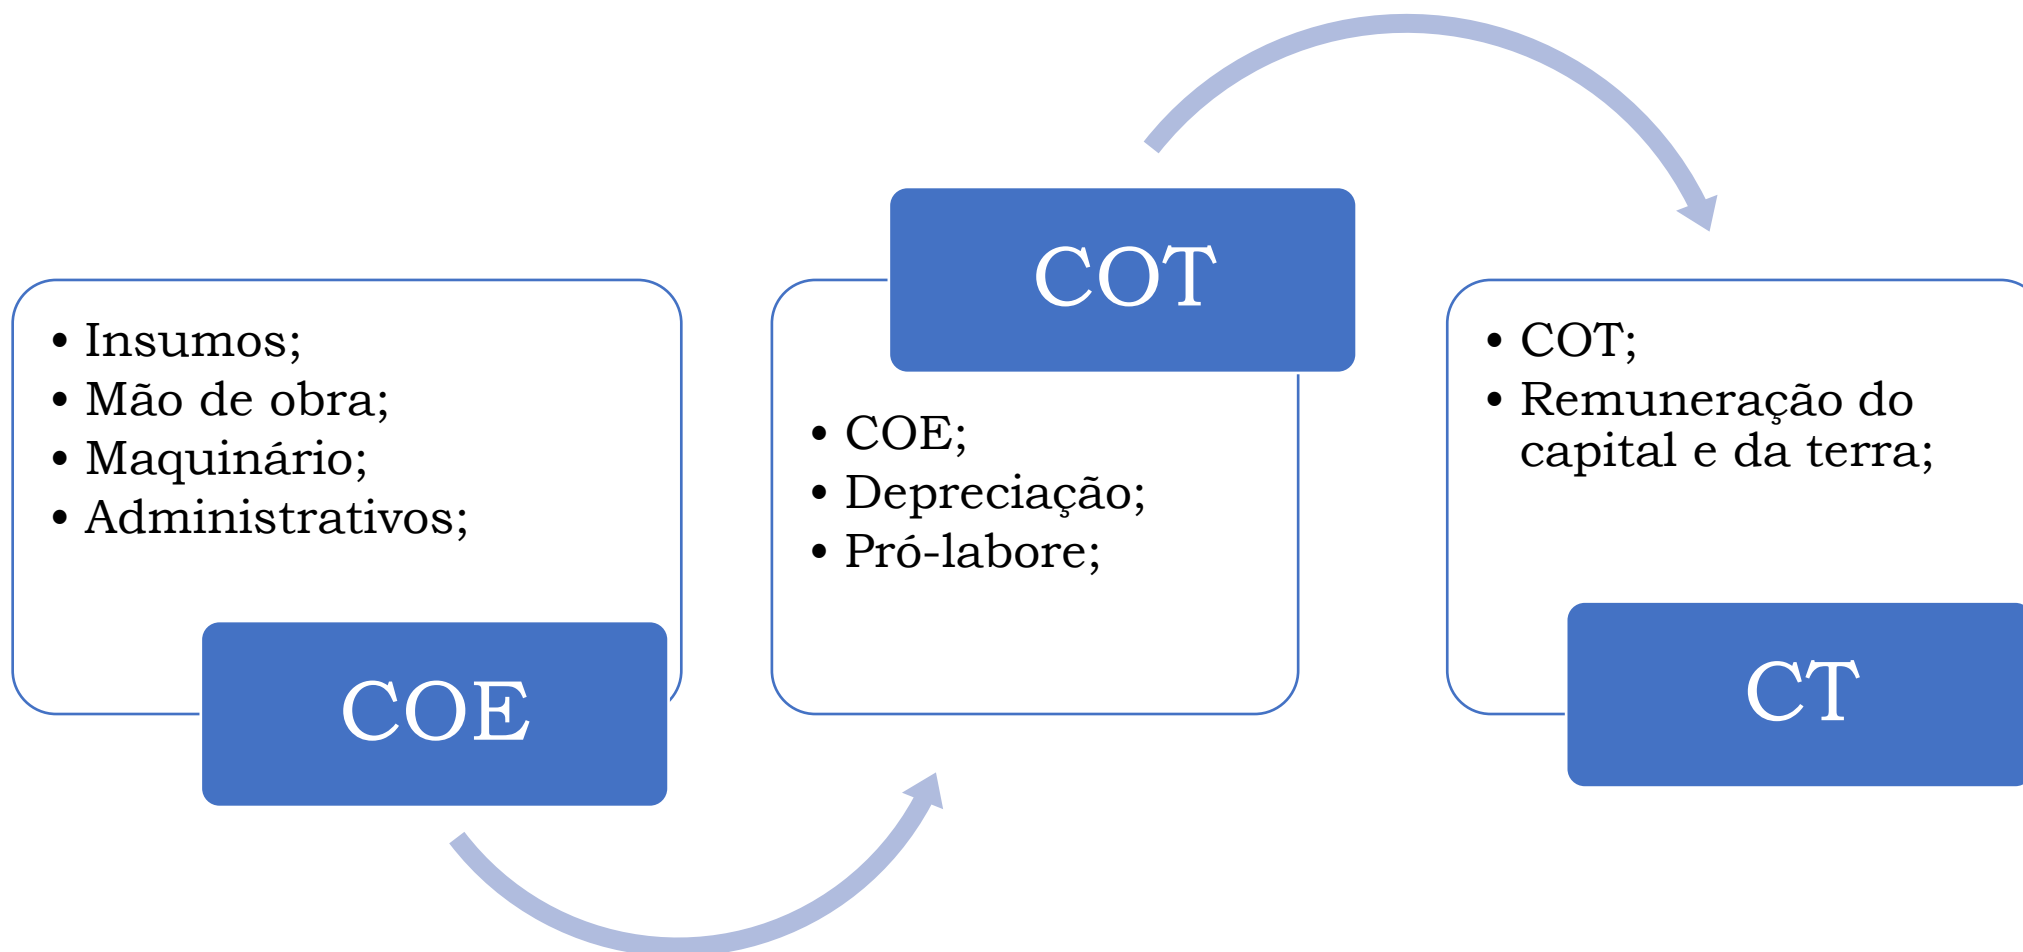 • Insumos;
• Mão de obra;
• Maquinário;
• Administrativos;
COE
COT
• COE;
• Depreciação;
• Pró-labore;
• COT;
• Remuneração do
capital e da terra;
CT